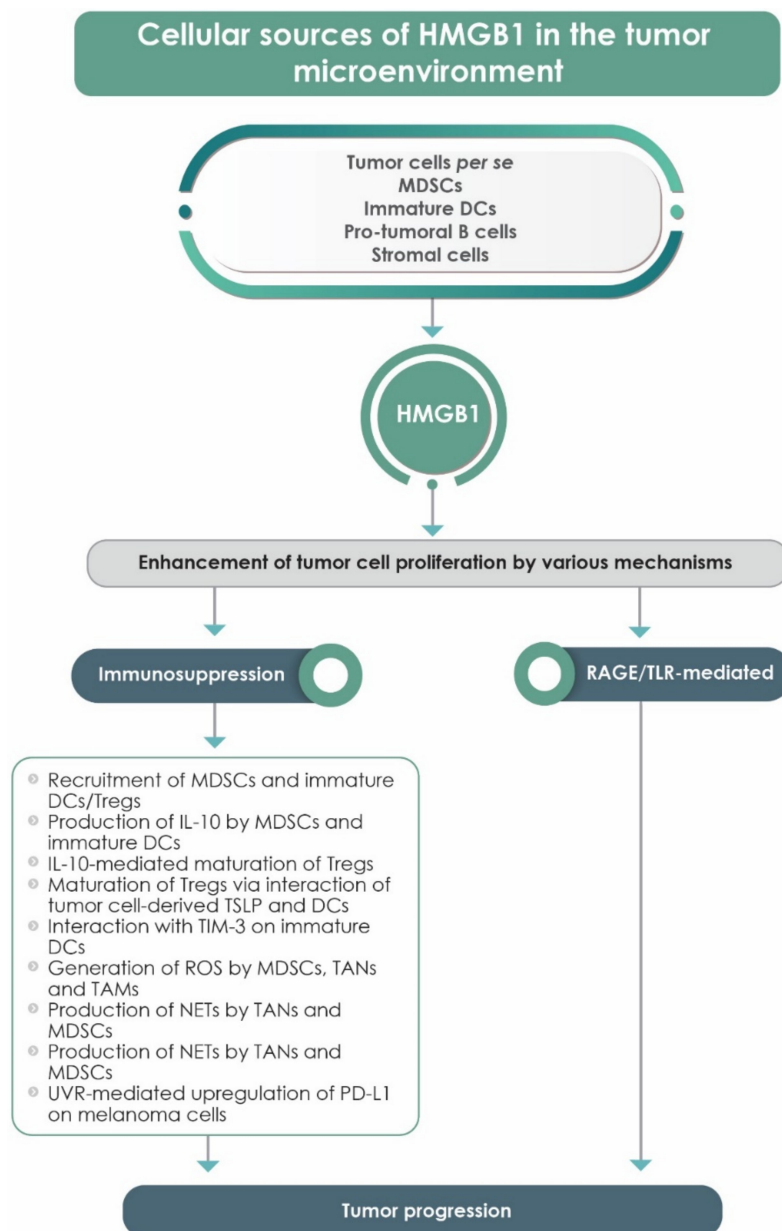 Cellular sources of HMGB1 in the tumor
microenvironment
Tumor cells per se
MDSCs
Immature DCs
Pro-tumoral B cells
Stromal cells
HMGB1
Enhancement of tumor cell proliferation by various mechanisms
Immunosuppression
RAGE/TLR-mediated
Recruitment of MDSCs and immature
DCs/Tregs
Production of IL-10 by MDSCs and
immature DCs
IL-10-mediated maturation of Tregs
Maturation of Tregs via interaction of
tumor cell-derived TSLP and DCs
Interaction with TIM-3 on immature
DCs
Generation of ROS by MDSCs, TANs
and TAMs
Production of NETs by TANs and
MDSCs
Production of NETs by TANs and
MDSCs
UVR-mediated upregulation of PD-L1
on melanoma cells
Tumor progression